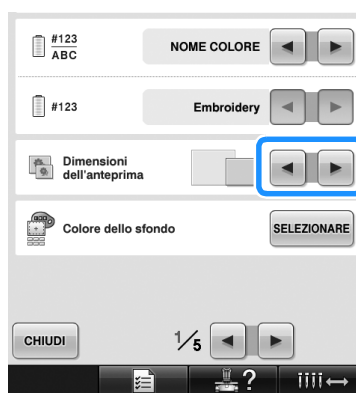 #123
ABC
NOME COLORE
#123
Embroidery
Dimensioni
dell'anteprima
Colore dello sfondo
SELEZIONARE
CHIUDI
1/5
?